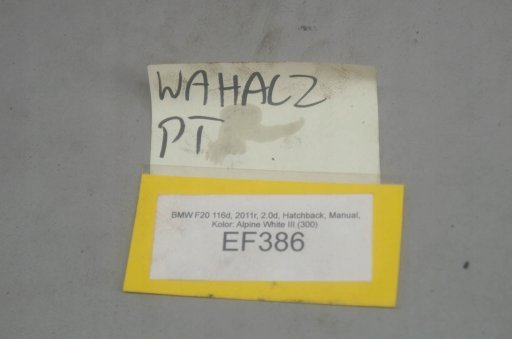 WAHACZ
PT
BMW F20 116d, 2011r, 2.0d, Hatchback, Manual,
Kolor: Alpine White III (300)
EF386